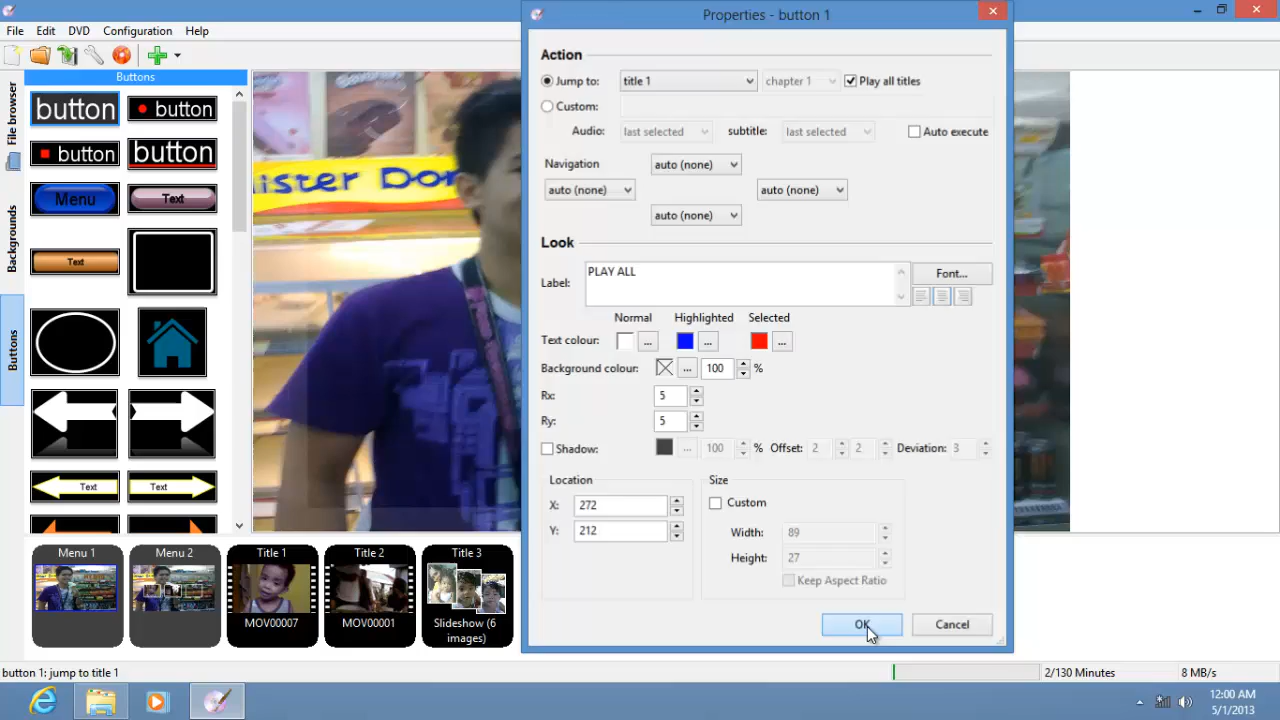 Properties - button 1
File Edit DVD Configuration Help
Buttons
File browser
Backgrounds
Buttons
button
button
button
button
Menu
Text
Text
Text
Text
ister Don
Action
Jump to: title 1 chapter 1 Play all titles
Custom:
Audio: last selected subtitle: last selected Auto execute
Navigation auto (none)
auto (none) auto (none)
auto (none)
Look
Label: PLAY ALL Font...
Normal Highlighted Selected
Text colour: ... ... ...
Background colour: ... 100 %
Rx: 5
Ry: 5
Shadow: ... 100 % Offset: 2 2 Deviation: 3
Location Size
X: 272 Custom
Y: 212 Width: 89
Height: 27
Keep Aspect Ratio
OK Cancel
Menu 1 Menu 2 Title 1 Title 2 Title 3
MOV00007 MOV00001 Slideshow (6
images)
button 1: jump to title 1 2/130 Minutes 8 MB/s
12:00 AM
5/1/2013